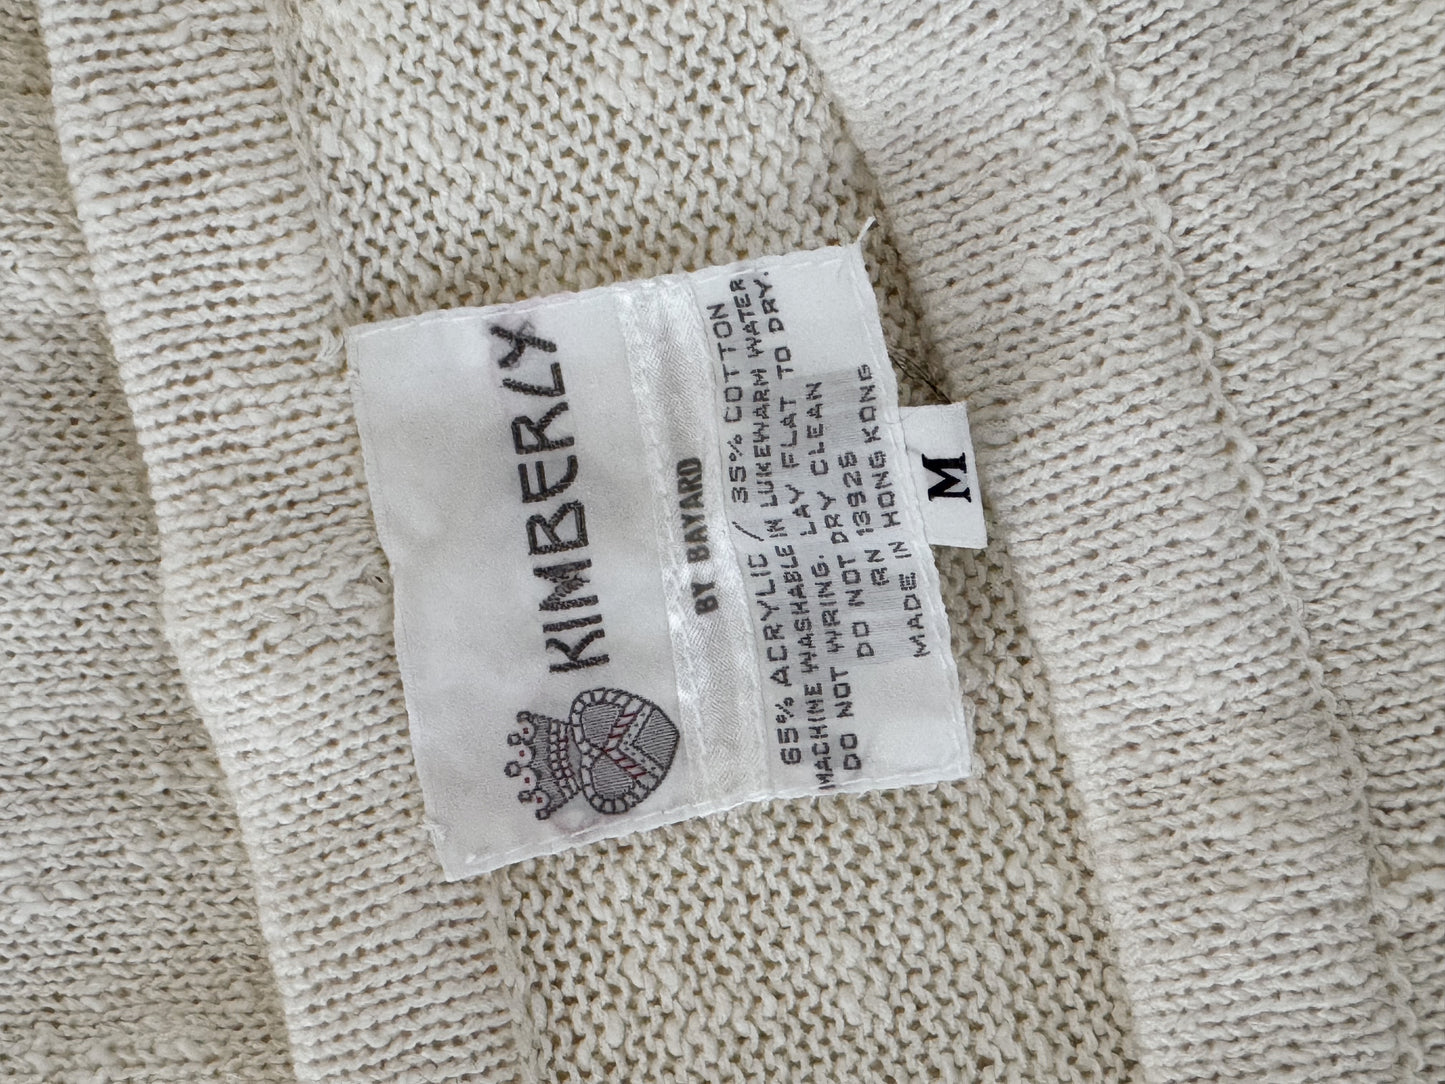 KIMBERLY
BY BAYARD
65% ACRYLIC / 35% COTTON
MACHINE WASHABLE IN LUKEWARM WATER.
DO NOT WRING. LAY FLAT TO DRY.
DO NOT DRY CLEAN
RN 13926
MADE IN HONG KONG
M